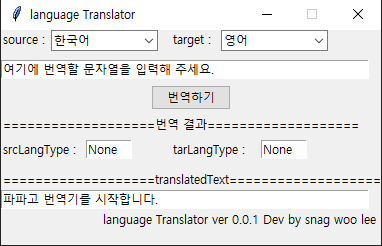 language Translator
source : 한국어 target : 영어
여기에 번역할 문자열을 입력해 주세요.
번역하기
===================번역 결과===================
srcLangType : None tarLangType : None
===================translatedText===================
파파고 번역기를 시작합니다.
language Translator ver 0.0.1 Dev by snag woo lee